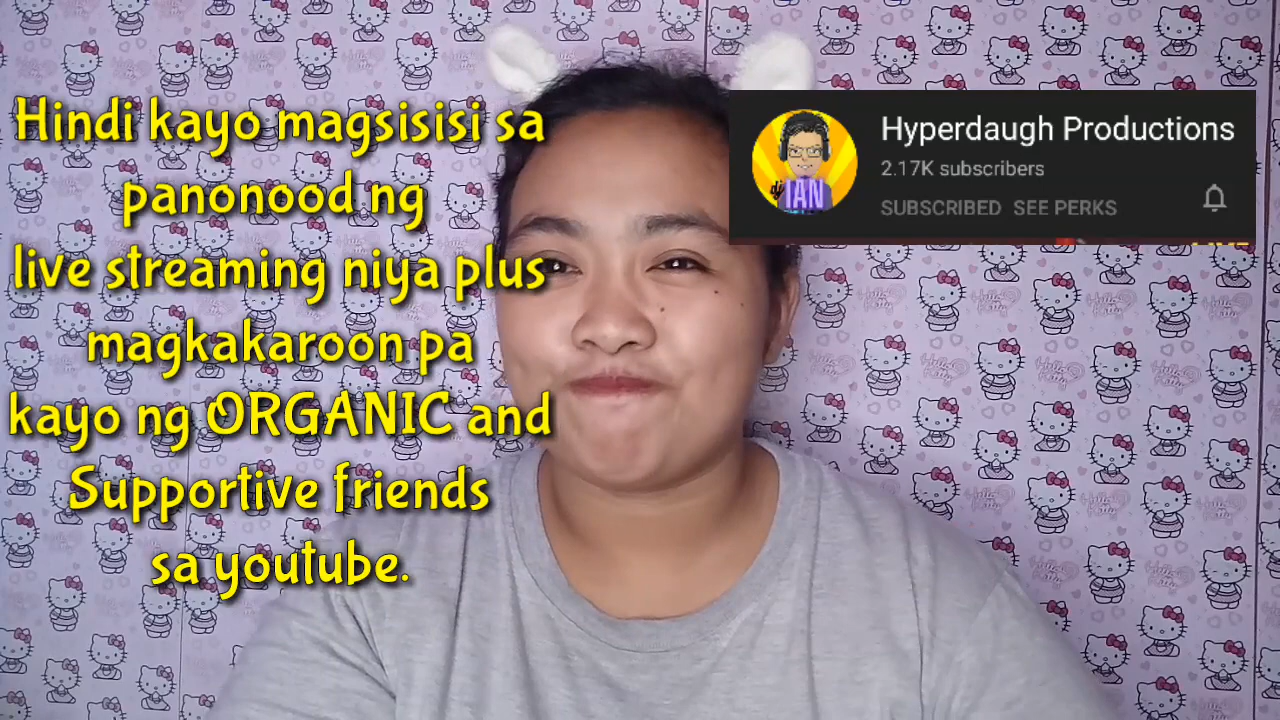 Hindi kayo magsisisi sa
panonood ng
live streaming niya plus
magkakaroon pa
kayo ng ORGANIC and
Supportive friends
sa youtube.
Hyperdaugh Productions
2.17K subscribers
SUBSCRIBED SEE PERKS
dj
IAN